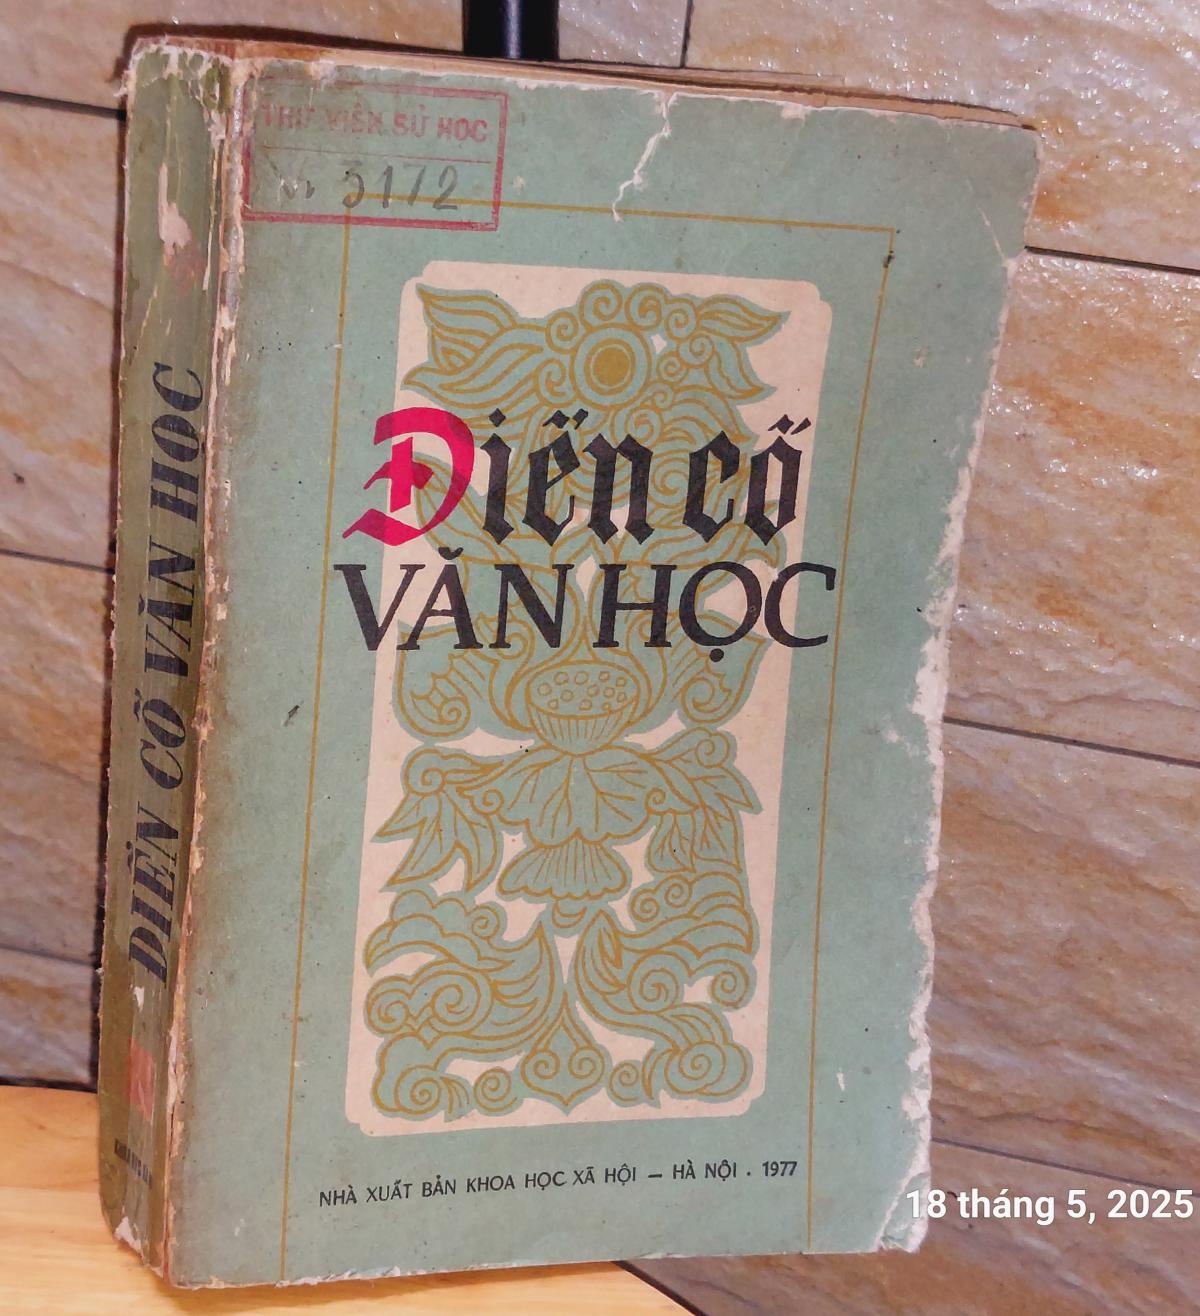 THƯ VIỆN SỬ HỌC
3172
Điển cố
VĂN HỌC
NHÀ XUẤT BẢN KHOA HỌC XÃ HỘI – HÀ NỘI . 1977
ĐIỂN CỐ VĂN HỌC
18 tháng 5, 2025